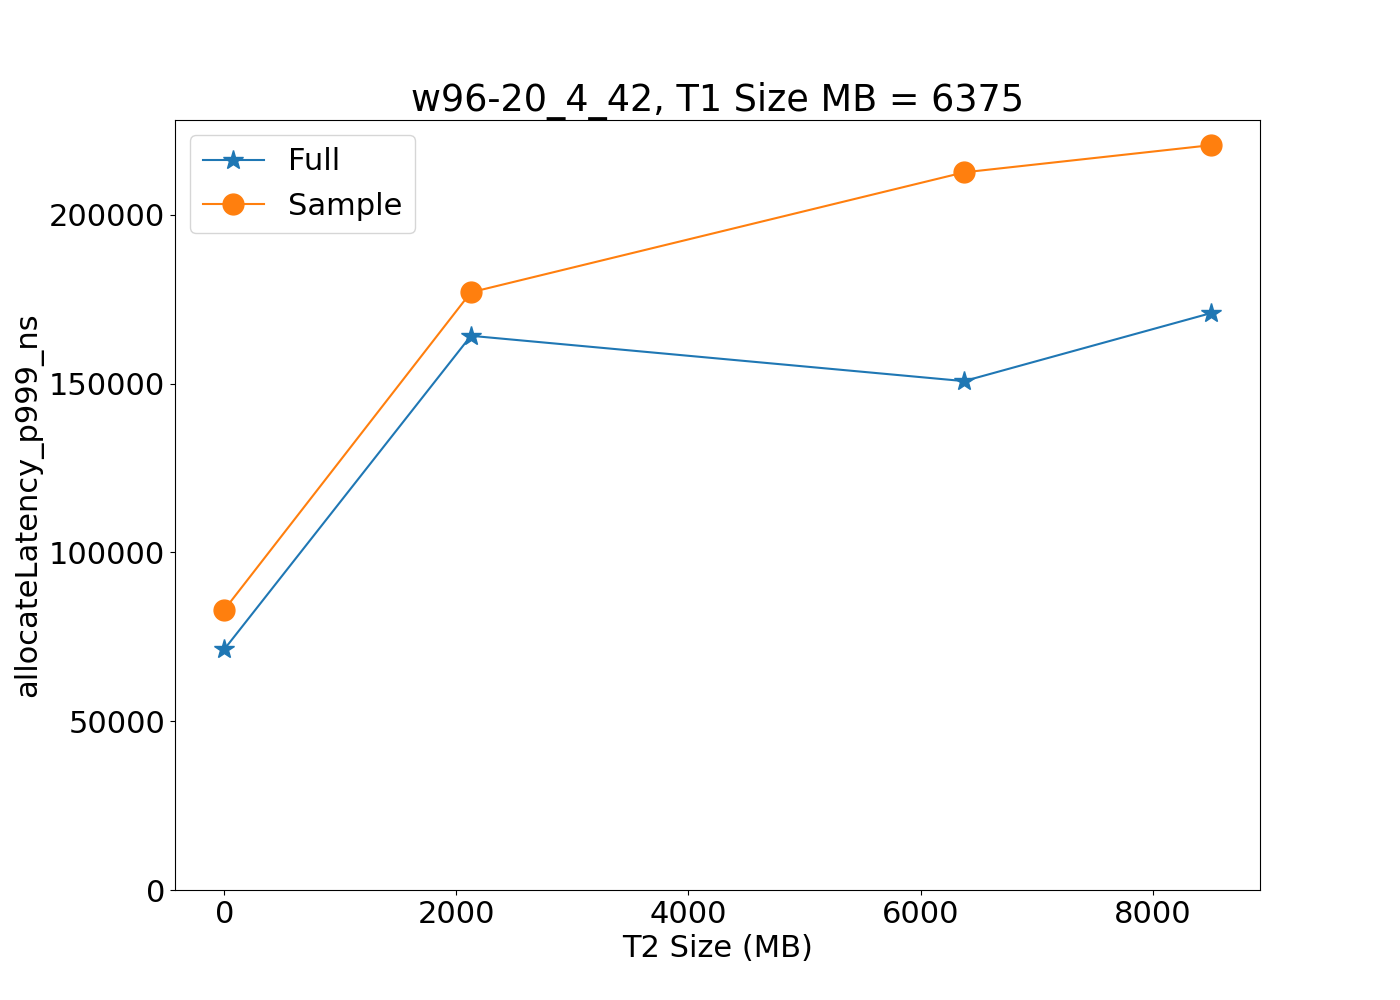 w96-20_4_42, T1 Size MB = 6375
Full
Sample
200000
150000
100000
50000
0
allocateLatency_p999_ns
0 2000 4000 6000 8000
T2 Size (MB)